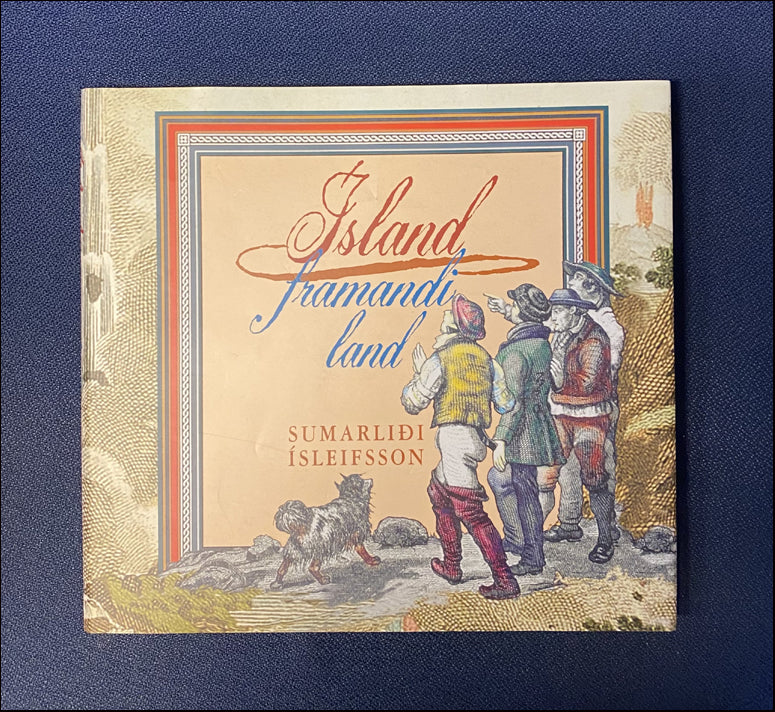 Ísland
framandi
land
SUMARLIÐI
ÍSLEIFSSON